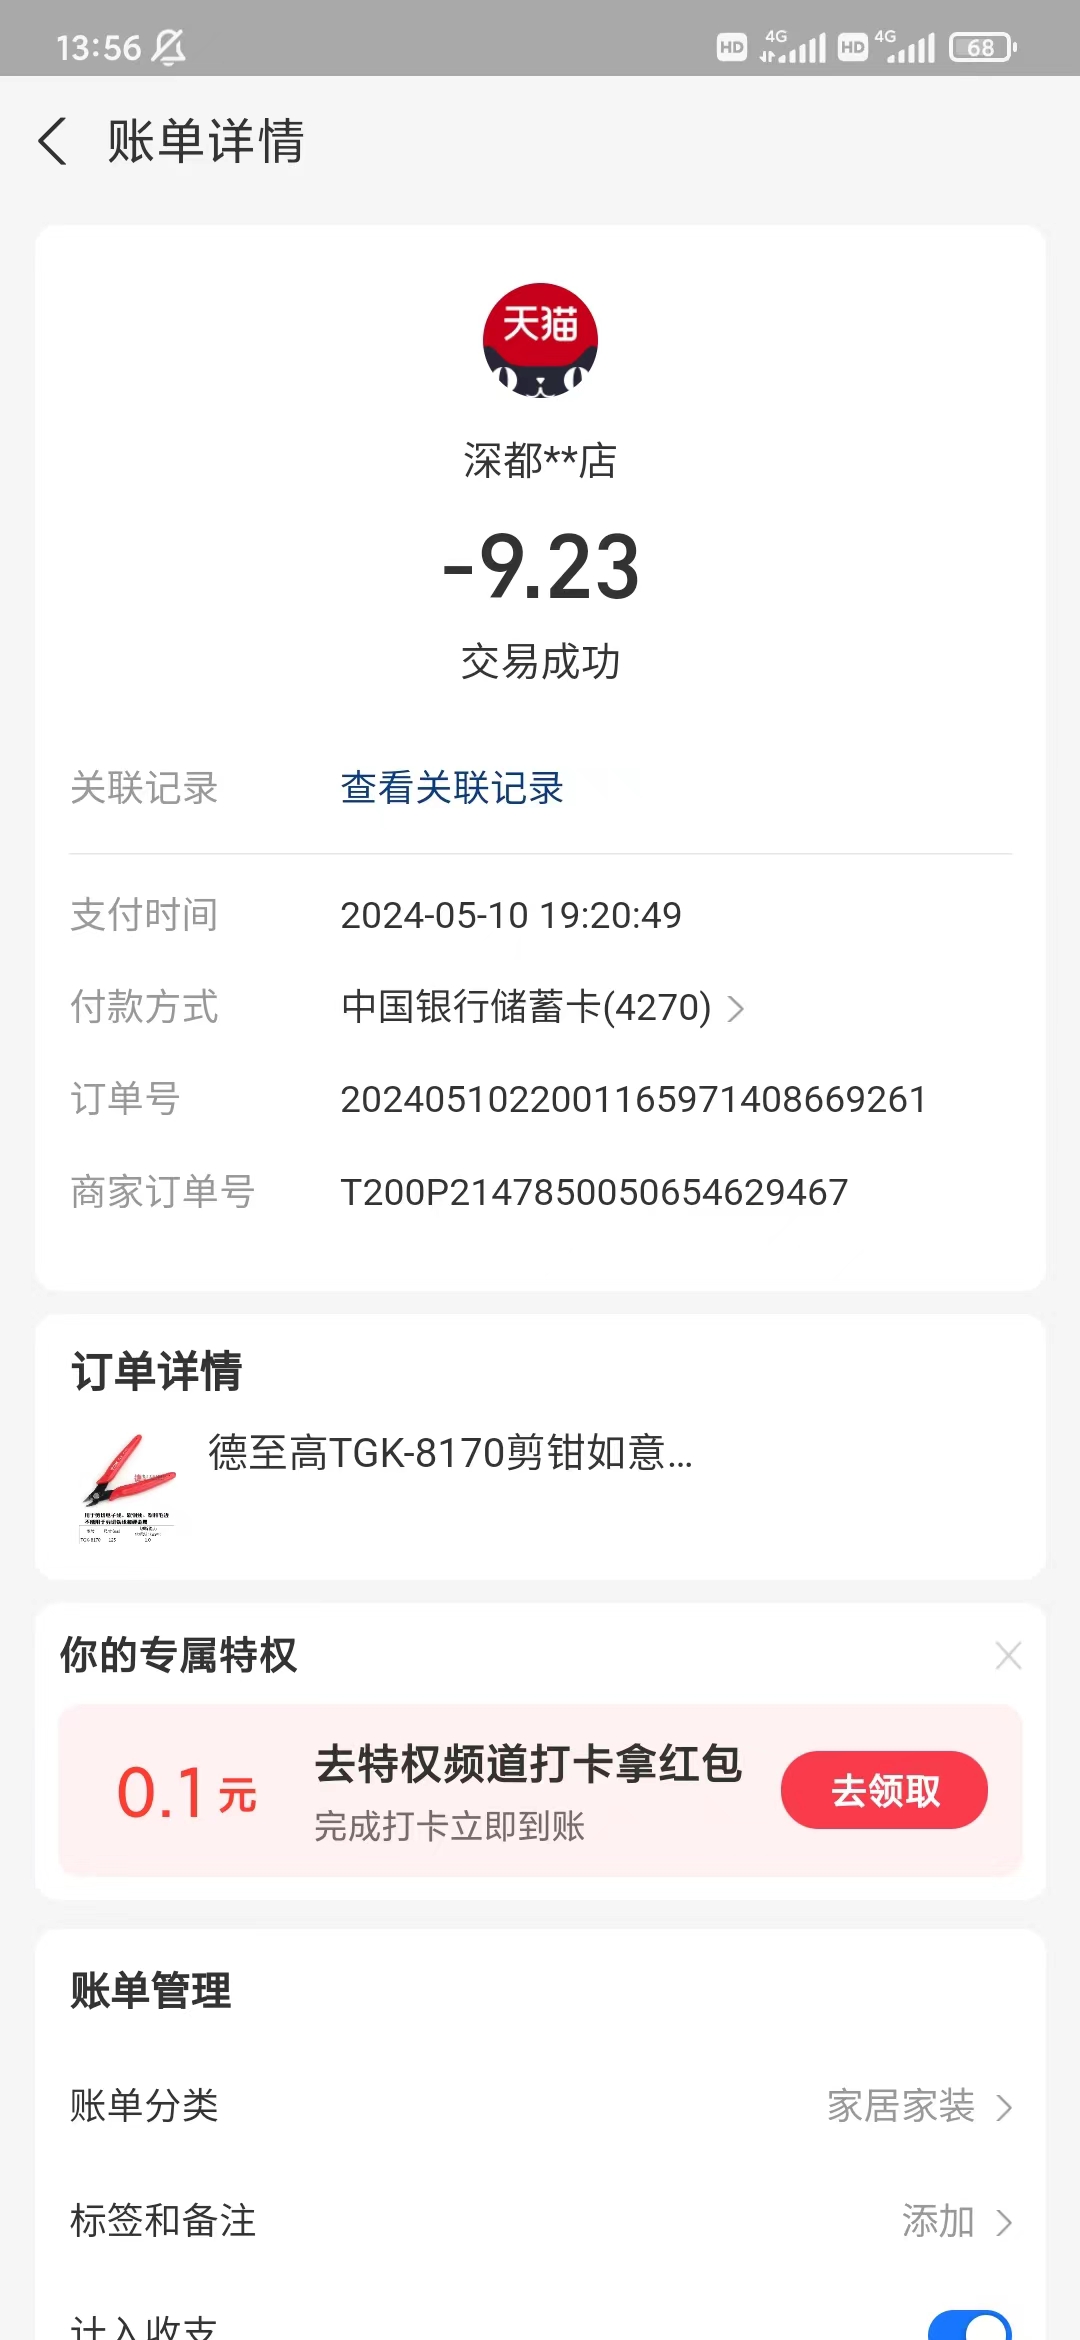 13:56
HD 4G HD 4G 68
账单详情
天猫
深都**店
-9.23
交易成功
关联记录 查看关联记录
支付时间 2024-05-10 19:20:49
付款方式 中国银行储蓄卡(4270)
订单号 2024051022001165971408669261
商家订单号 T200P2147850050654629467
订单详情
德至高TGK-8170剪钳如意...
你的专属特权
0.1元
去特权频道打卡拿红包
完成打卡立即到账
去领取
账单管理
账单分类 家居家装
标签和备注 添加
计入收支